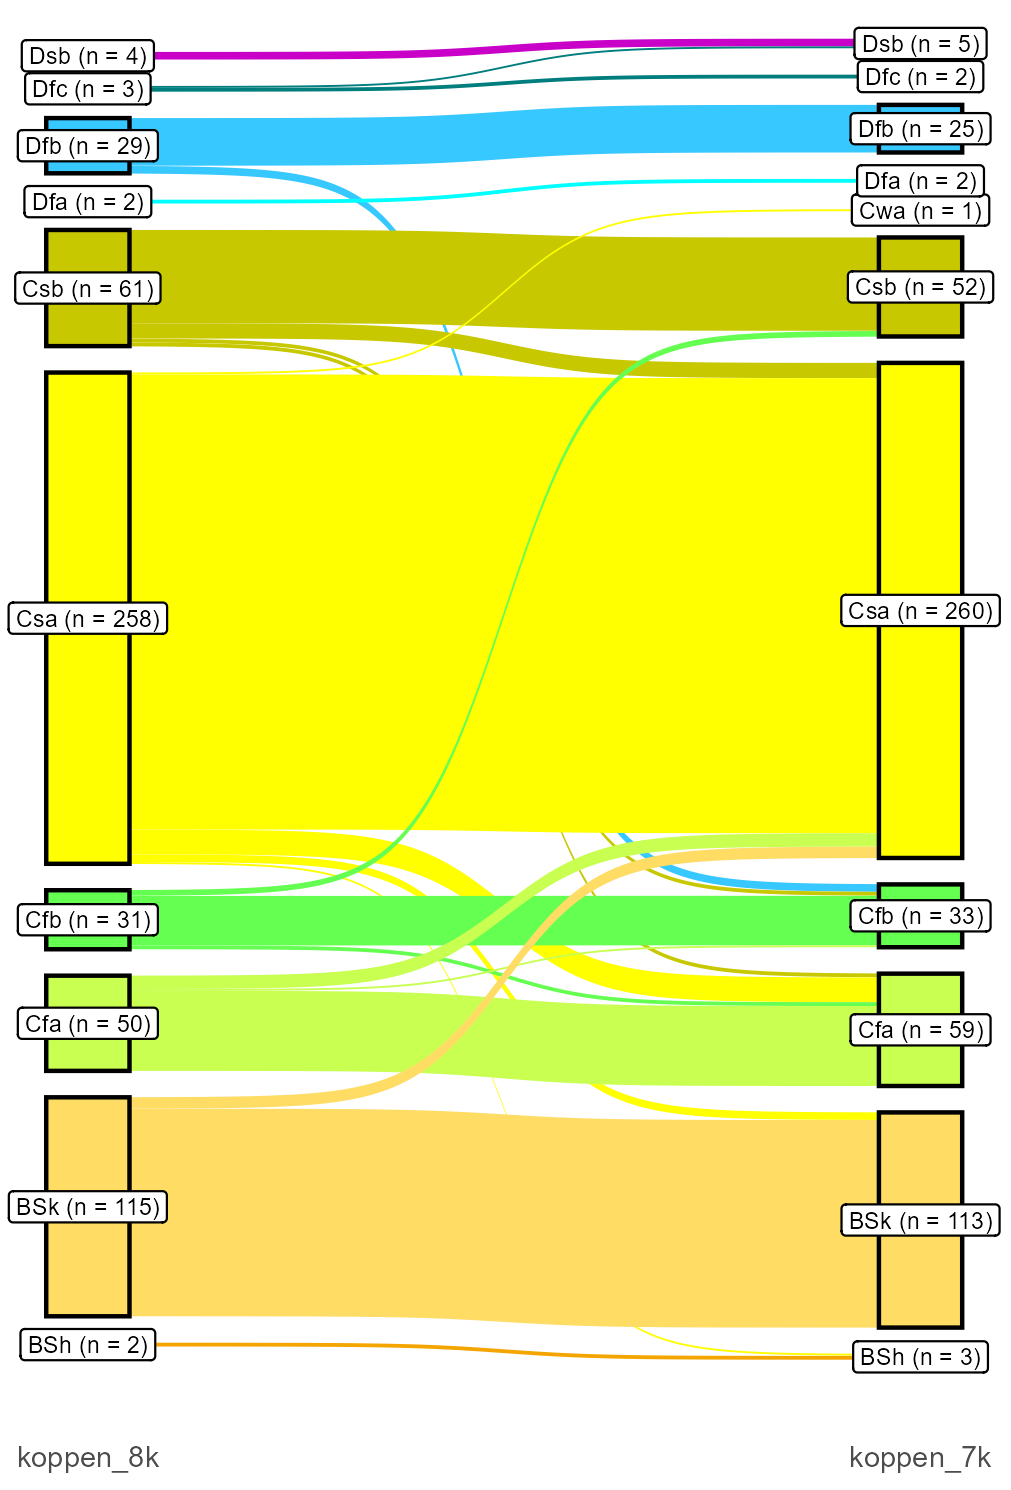 Dsb (n = 4)
Dfc (n = 3)
Dfb (n = 29)
Dfa (n = 2)
Csb (n = 61)
Csa (n = 258)
Cfb (n = 31)
Cfa (n = 50)
BSk (n = 115)
BSh (n = 2)
koppen_8k
Dsb (n = 5)
Dfc (n = 2)
Dfb (n = 25)
Dfa (n = 2)
Cwa (n = 1)
Csb (n = 52)
Csa (n = 260)
Cfb (n = 33)
Cfa (n = 59)
BSk (n = 113)
BSh (n = 3)
koppen_7k